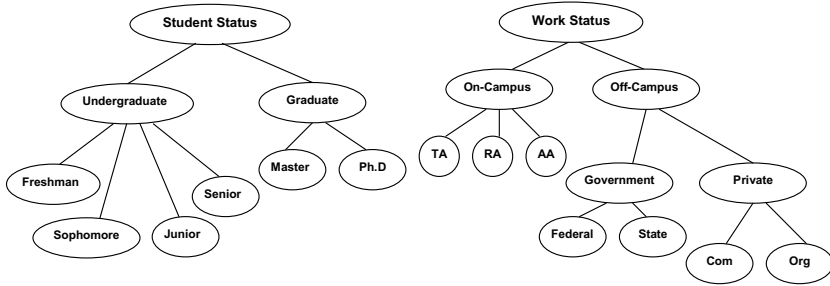 Student Status
Undergraduate
Graduate
Freshman
Sophomore
Junior
Senior
Master
Ph.D
Work Status
On-Campus
Off-Campus
TA
RA
AA
Government
Private
Federal
State
Com
Org